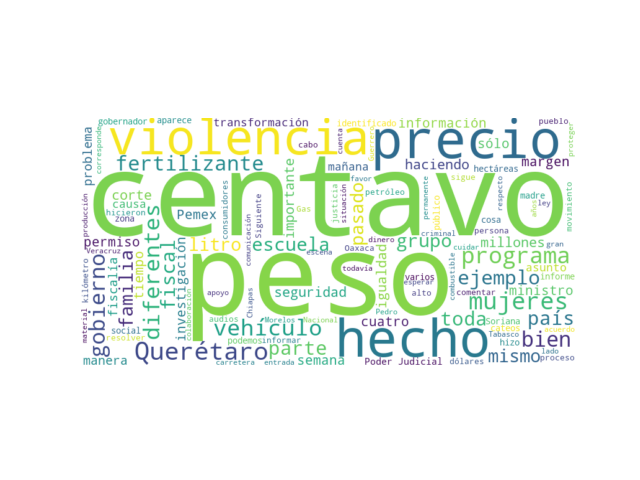 gobernador aparece transformación identificado información pueblo
violencia precio
problema corresponde cabo cuenta Guerrero sólo proteger
fertilizante mañana haciendo hectáreas margen
centavo
corte causa hicieron zona Pemex consumidores Siguiente importante Gas justicia situación pasado petróleo público permanente sigue respecto madre cosa persona años ley movimiento
criminal
producción permiso Veracruz diferentes litro escuela comunicación escena Oaxaca dinero igualdad grupo cuidar millones gran
peso
todavía varios programa
gobierno kilómetro material fiscalía familia tiempo fiscal investigación colaboración apoyo Chiapas seguridad favor esperar alto combustible ejemplo asunto informe
comentar ministro
social resolver audios vehículo Morelos Nacional Pedro cuatro hecho toda mujeres Soriana cateos Tabasco país acuerdo
podemos informar hizo bien
manera Querétaro parte carretera entrada semana Poder Judicial dólares mismo lado proceso